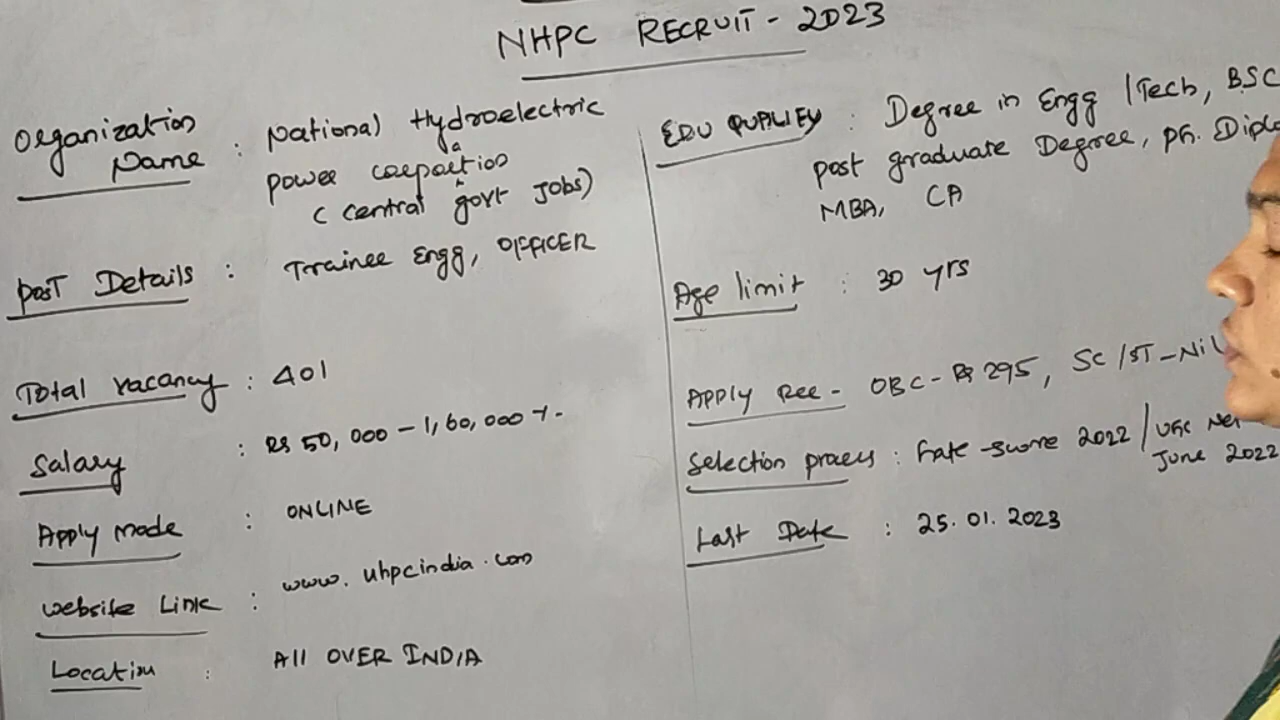 NHPC RECRUIT - 2023
Organization Name : National Hydroelectric
power corportion
( central govt Jobs)
POST Details : Trainee Engg, OFFICER
Total vacancy : 401
Salary : Rs 50,000 - 1,60,000 /-
Apply mode : ONLINE
Website Link : www.nhpcindia.com
Location : All OVER INDIA
EDU QUALIFY : Degree in Engg / Tech, BSC
post graduate Degree, PG. Diplo
MBA, CA
Age limit : 30 yrs
Apply Fee - OBC - Rs 295, SC/ST - Nil
Selection process : Gate - score 2022 / UGC Net
June 2022
Last Date : 25.01.2023